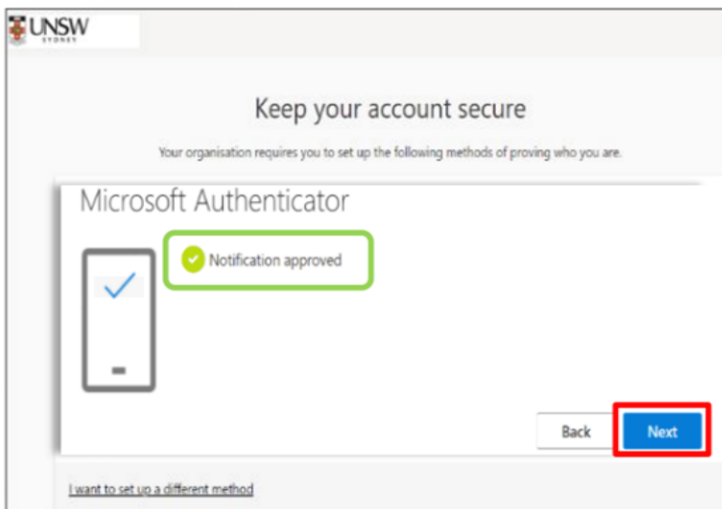 UNSW
SYDNEY
Keep your account secure
Your organisation requires you to set up the following methods of proving who you are.
Microsoft Authenticator
Notification approved
Back Next
I want to set up a different method